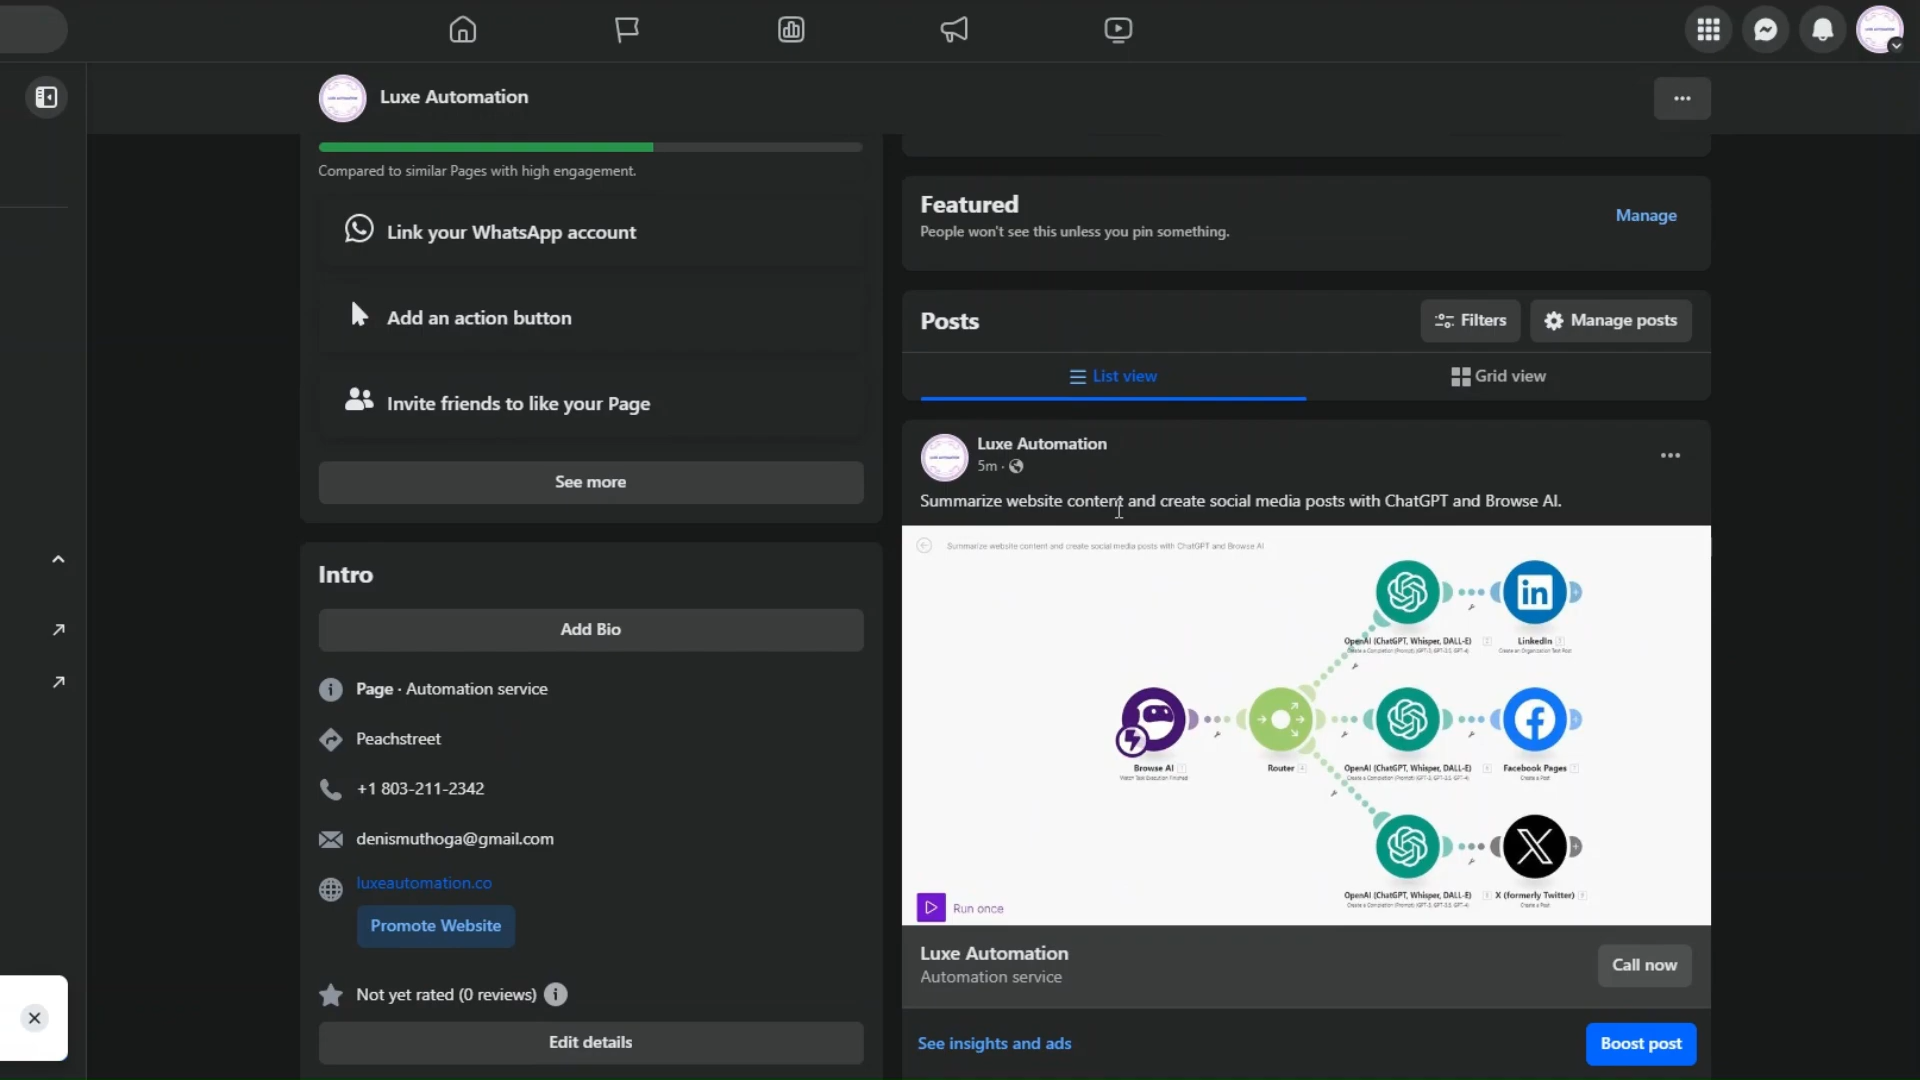 Luxe Automation
Compared to similar Pages with high engagement.
Link your WhatsApp account
Add an action button
Invite friends to like your Page
See more
Intro
Add Bio
Page · Automation service
Peachstreet
+1 803-211-2342
denismuthoga@gmail.com
luxeautomation.co
Promote Website
Not yet rated (0 reviews)
Edit details
Featured
Manage
People won't see this unless you pin something.
Posts
Filters
Manage posts
List view
Grid view
Luxe Automation
5m ·
Summarize website content and create social media posts with ChatGPT and Browse AI.
Summarize website content and create social media posts with ChatGPT and Browse AI
OpenAI (ChatGPT, Whisper, DALL-E)
LinkedIn
Browse AI
Router
OpenAI (ChatGPT, Whisper, DALL-E)
Facebook Pages
Create a Post
OpenAI (ChatGPT, Whisper, DALL-E)
X (formerly Twitter)
Create a Post
Run once
Luxe Automation
Automation service
Call now
See insights and ads
Boost post